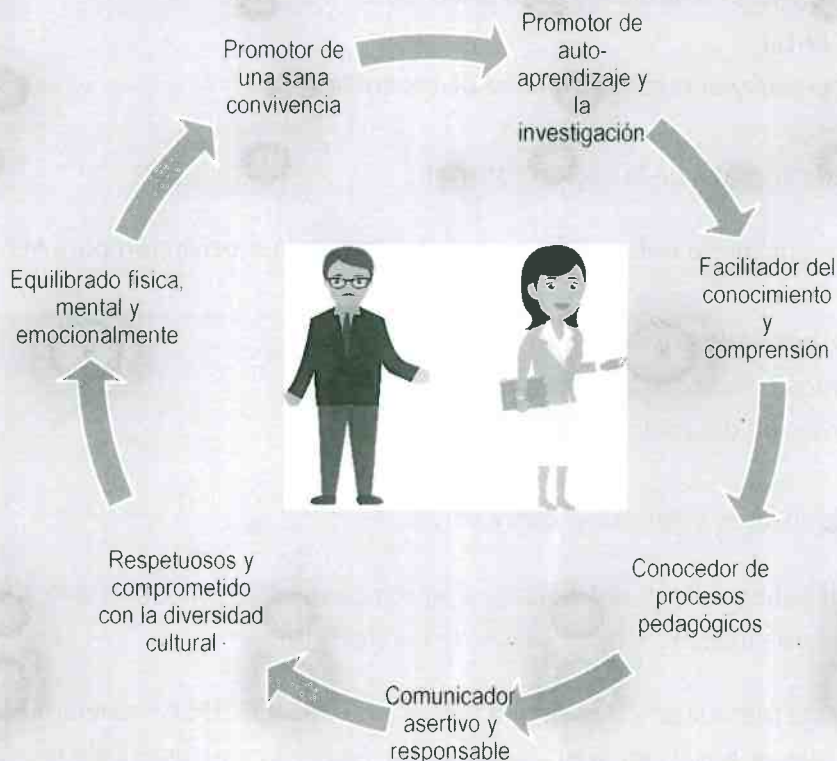 Promotor de
una sana
convivencia
Promotor de
auto-
aprendizaje y
la
investigación
Facilitador del
conocimiento
y
comprensión
Conocedor de
procesos
pedagógicos
Comunicador
asertivo y
responsable
Respetuosos y
comprometido
con la diversidad
cultural
Equilibrado física,
mental y
emocionalmente